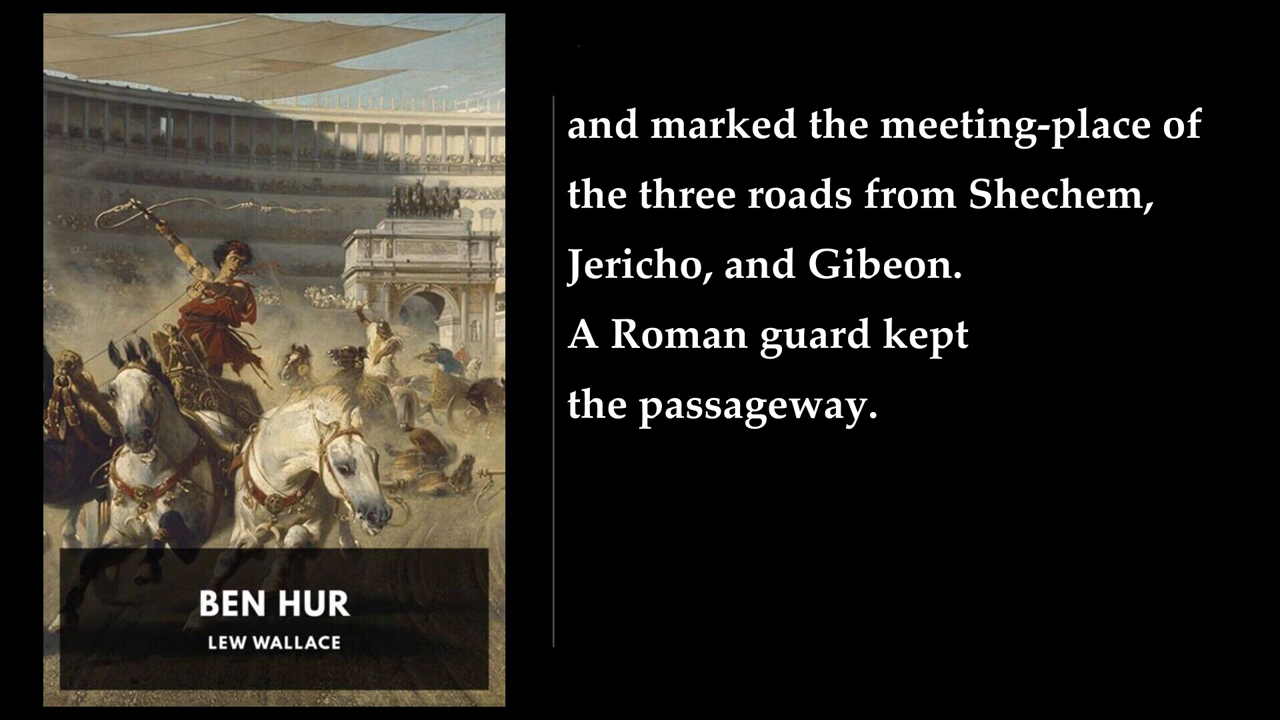 BEN HUR
LEW WALLACE
and marked the meeting-place of
the three roads from Shechem,
Jericho, and Gibeon.
A Roman guard kept
the passageway.